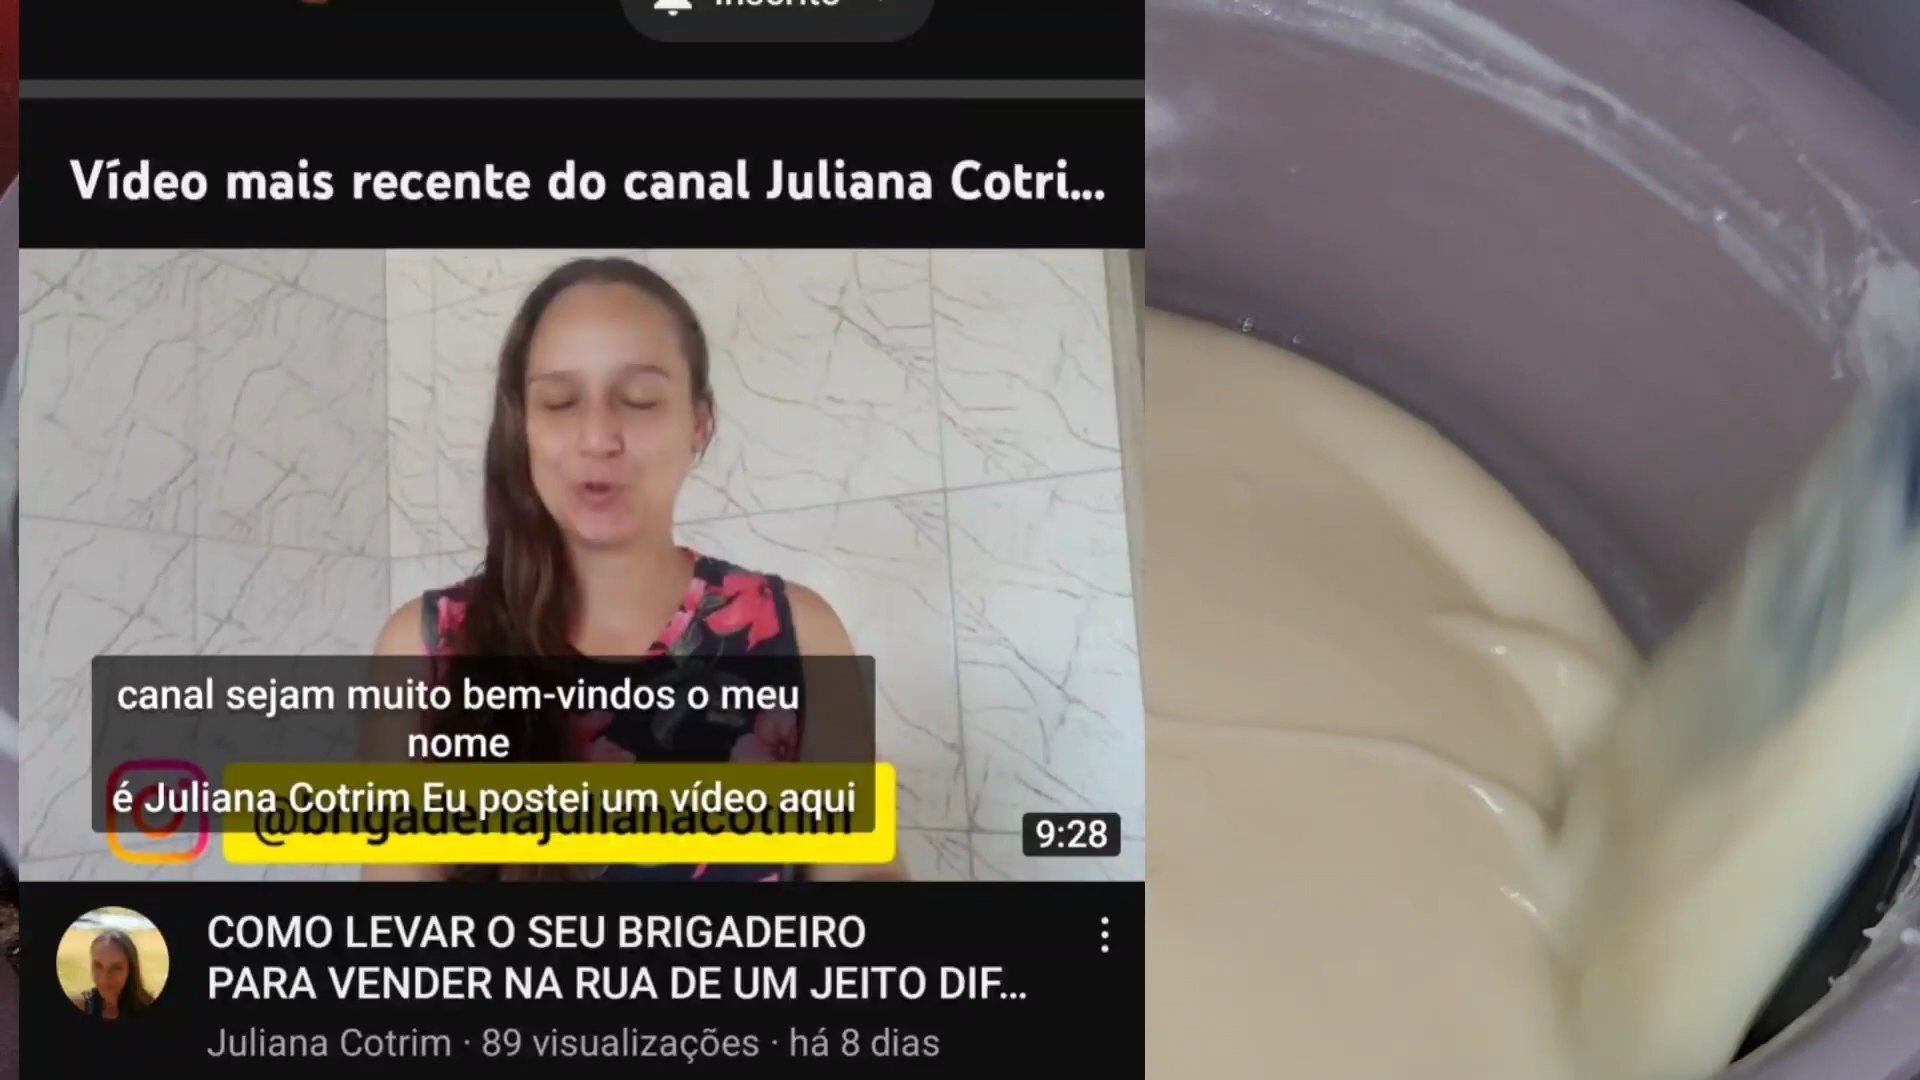 Inscrito
Vídeo mais recente do canal Juliana Cotri...
canal sejam muito bem-vindos o meu
nome
é Juliana Cotrim Eu postei um vídeo aqui
@brigaderiajulianacotrim
9:28
COMO LEVAR O SEU BRIGADEIRO
PARA VENDER NA RUA DE UM JEITO DIF...
Juliana Cotrim · 89 visualizações · há 8 dias